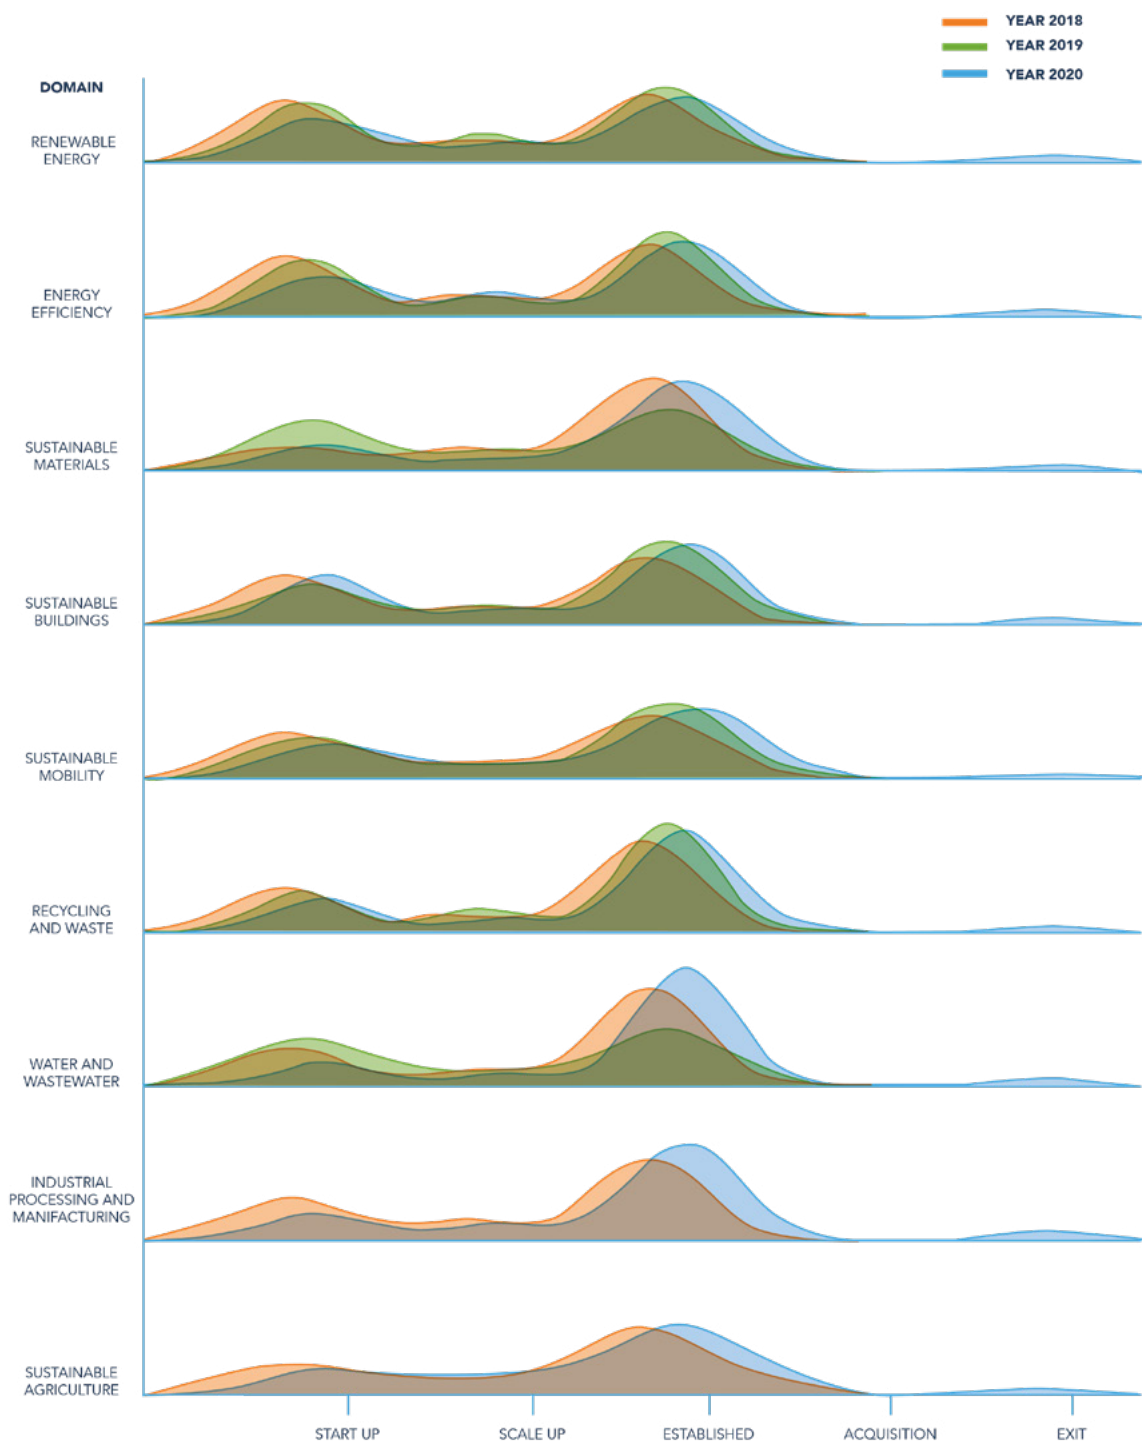 YEAR 2018
YEAR 2019
YEAR 2020
DOMAIN
RENEWABLE
ENERGY
ENERGY
EFFICIENCY
SUSTAINABLE
MATERIALS
SUSTAINABLE
BUILDINGS
SUSTAINABLE
MOBILITY
RECYCLING
AND WASTE
WATER AND
WASTEWATER
INDUSTRIAL
PROCESSING AND
MANIFACTURING
SUSTAINABLE
AGRICULTURE
START UP
SCALE UP
ESTABLISHED
ACQUISITION
EXIT